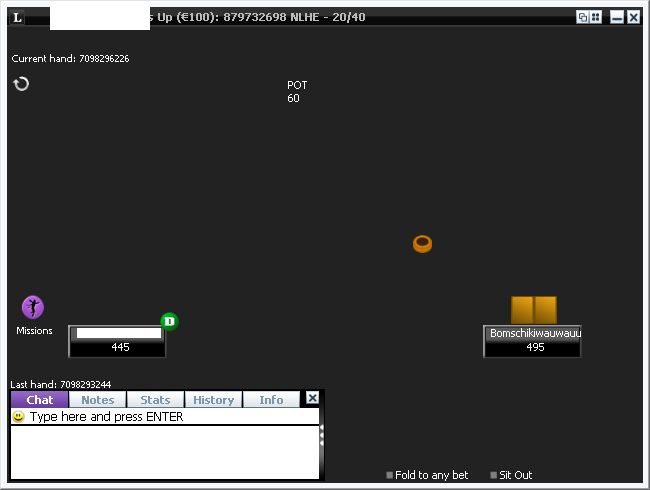 L s Up (€100): 879732698 NLHE - 20/40
Current hand: 7098296226
POT
60
Missions
D
445
Bomschikiwauwauu
495
Last hand: 7098293244
Chat Notes Stats History Info
Type here and press ENTER
Fold to any bet Sit Out